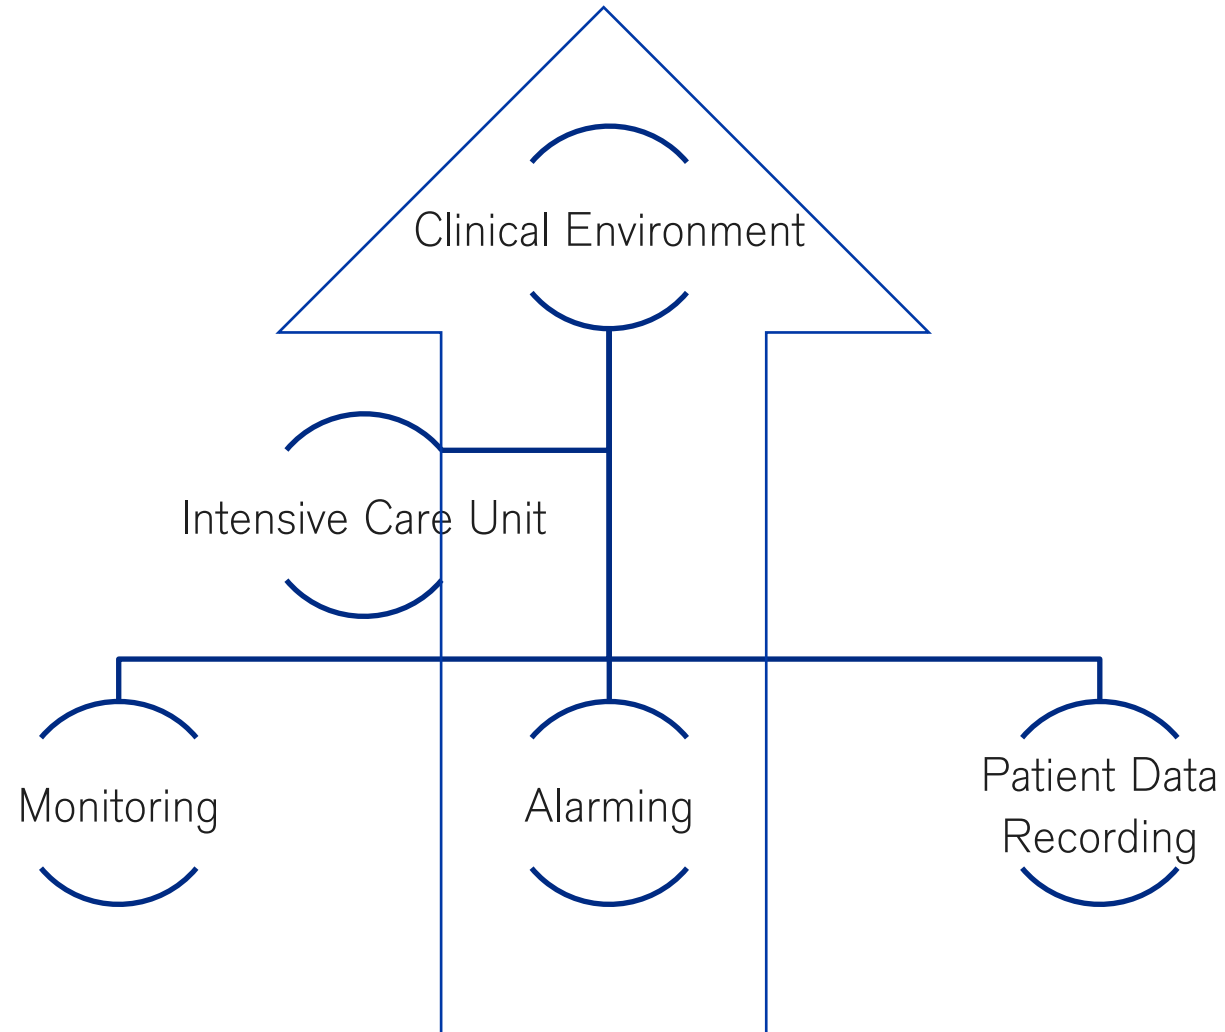 Clinical Environment
Intensive Care Unit
Monitoring
Alarming
Patient Data
Recording